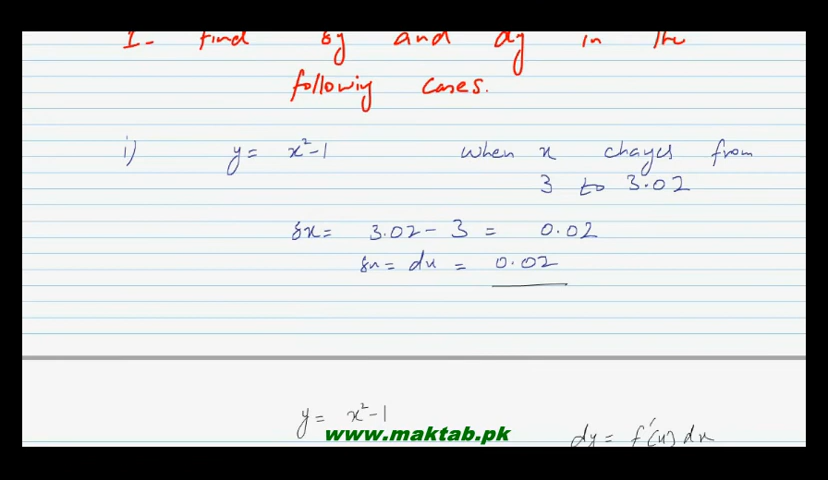 1- Find δy and dy in the
following cases.
i) y = x²-1 when x chayes from
3 to 3.02
δx = 3.02 - 3 = 0.02
δx = dx = 0.02
y = x²-1
www.maktab.pk
dy = f'(x) dx